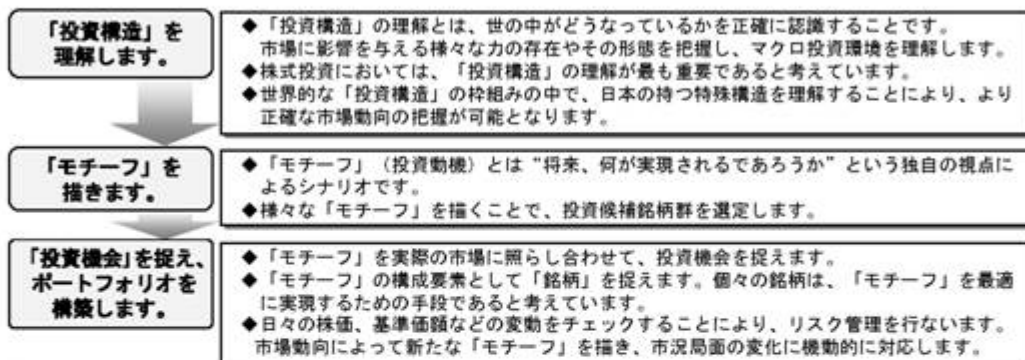 「投資構造」を
理解します。
◆「投資構造」の理解とは、世の中がどうなっているかを正確に認識することです。
市場に影響を与える様々な力の存在やその形態を把握し、マクロ投資環境を理解します。
◆株式投資においては、「投資構造」の理解が最も重要であると考えています。
◆世界的な「投資構造」の枠組みの中で、日本の持つ特殊構造を理解することにより、より
正確な市場動向の把握が可能となります。
「モチーフ」を
描きます。
◆「モチーフ」（投資動機）とは“将来、何が実現されるであろうか”という独自の視点に
よるシナリオです。
◆様々な「モチーフ」を描くことで、投資候補銘柄群を選定します。
「投資機会」を捉え、
ポートフォリオを
構築します。
◆「モチーフ」を実際の市場に照らし合わせて、投資機会を捉えます。
◆「モチーフ」の構成要素として「銘柄」を捉えます。個々の銘柄は、「モチーフ」を最適
に実現するための手段であると考えています。
◆日々の株価、基準価額などの変動をチェックすることにより、リスク管理を行ないます。
市場動向によって新たな「モチーフ」を描き、市況局面の変化に機動的に対応します。